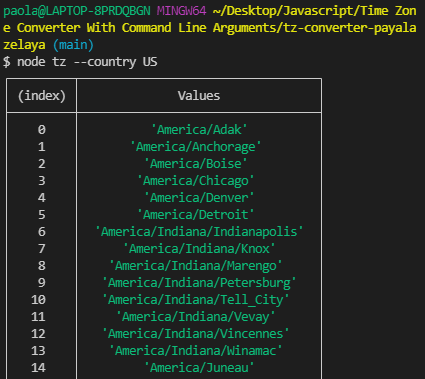 paola@LAPTOP-8PRDQBGN MINGW64 ~/Desktop/Javascript/Time Zon
e Converter With Command Line Arguments/tz-converter-payala
zelaya (main)
$ node tz --country US
(index) Values
0 'America/Adak'
1 'America/Anchorage'
2 'America/Boise'
3 'America/Chicago'
4 'America/Denver'
5 'America/Detroit'
6 'America/Indiana/Indianapolis'
7 'America/Indiana/Knox'
8 'America/Indiana/Marengo'
9 'America/Indiana/Petersburg'
10 'America/Indiana/Tell_City'
11 'America/Indiana/Vevay'
12 'America/Indiana/Vincennes'
13 'America/Indiana/Winamac'
14 'America/Juneau'